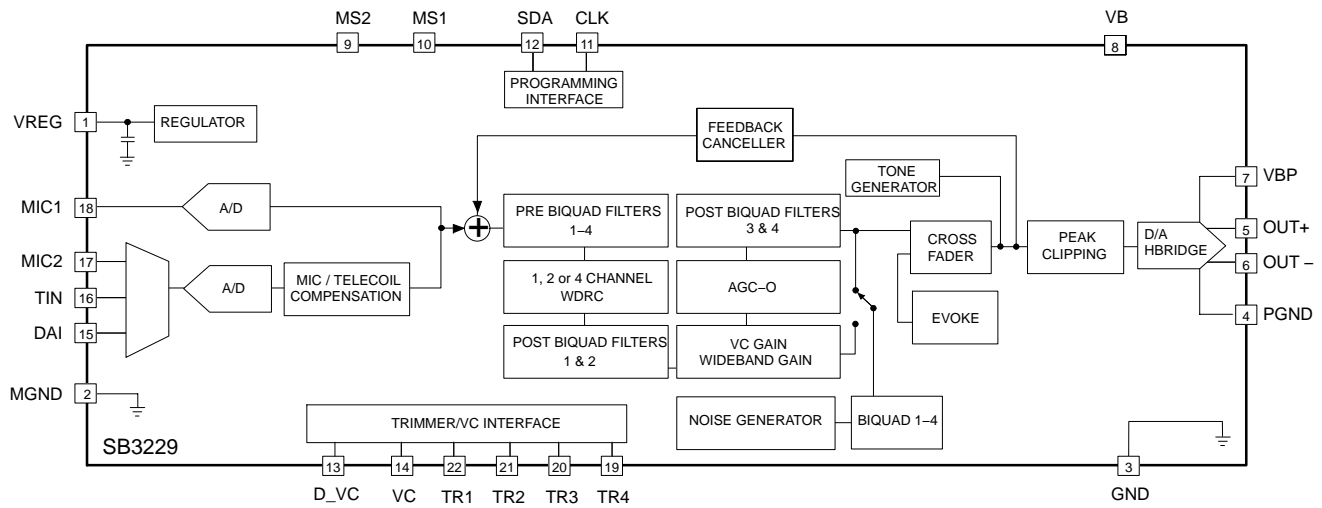 MS2
MS1
SDA
CLK
VB
9
10
12
11
8
PROGRAMMING
INTERFACE
VREG
1
REGULATOR
FEEDBACK
CANCELLER
TONE
GENERATOR
7
VBP
MIC1
18
A/D
PRE BIQUAD FILTERS
1–4
POST BIQUAD FILTERS
3 & 4
CROSS
FADER
PEAK
CLIPPING
D/A
HBRIDGE
5
OUT+
6
OUT –
MIC2
17
TIN
16
DAI
15
A/D
MIC / TELECOIL
COMPENSATION
1, 2 or 4 CHANNEL
WDRC
AGC–O
EVOKE
4
PGND
POST BIQUAD FILTERS
1 & 2
VC GAIN
WIDEBAND GAIN
MGND
2
NOISE GENERATOR
BIQUAD 1–4
TRIMMER/VC INTERFACE
SB3229
13
14
22
21
20
19
3
D_VC
VC
TR1
TR2
TR3
TR4
GND